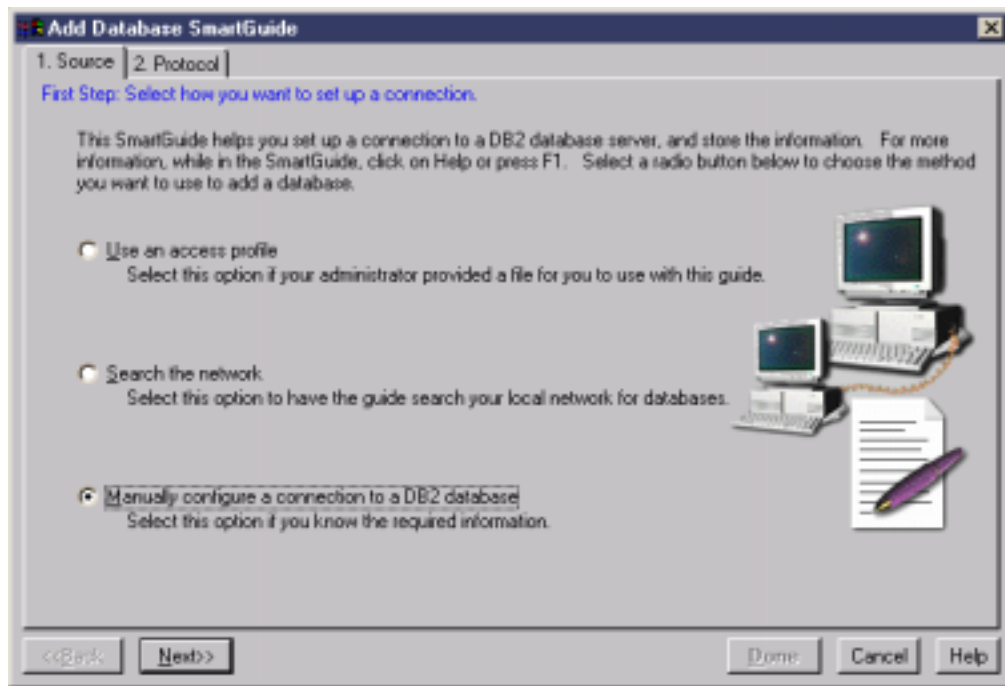 Add Database SmartGuide
1. Source
2. Protocol
First Step: Select how you want to set up a connection.
This SmartGuide helps you set up a connection to a DB2 database server, and store the information. For more
information, while in the SmartGuide, click on Help or press F1. Select a radio button below to choose the method
you want to use to add a database.
Use an access profile
Select this option if your administrator provided a file for you to use with this guide.
Search the network
Select this option to have the guide search your local network for databases.
Manually configure a connection to a DB2 database
Select this option if you know the required information.
<<Back
Next>>
Done
Cancel
Help